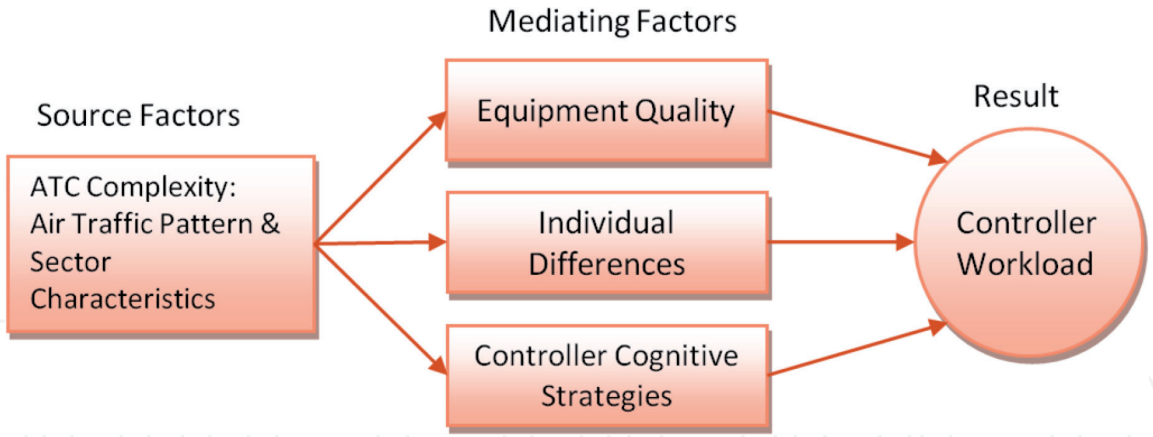 Source Factors
ATC Complexity:
Air Traffic Pattern &
Sector
Characteristics
Mediating Factors
Equipment Quality
Individual
Differences
Controller Cognitive
Strategies
Result
Controller
Workload